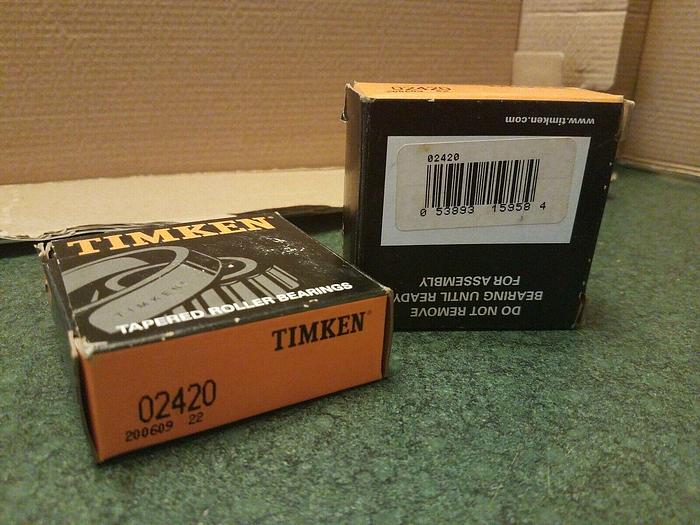 TIMKEN®
TIMKEN
TAPERED ROLLER BEARINGS
TIMKEN®
02420
200609 22
02420
www.timken.com
02420
0 53893 15958 4
DO NOT REMOVE
BEARING UNTIL READY
FOR ASSEMBLY